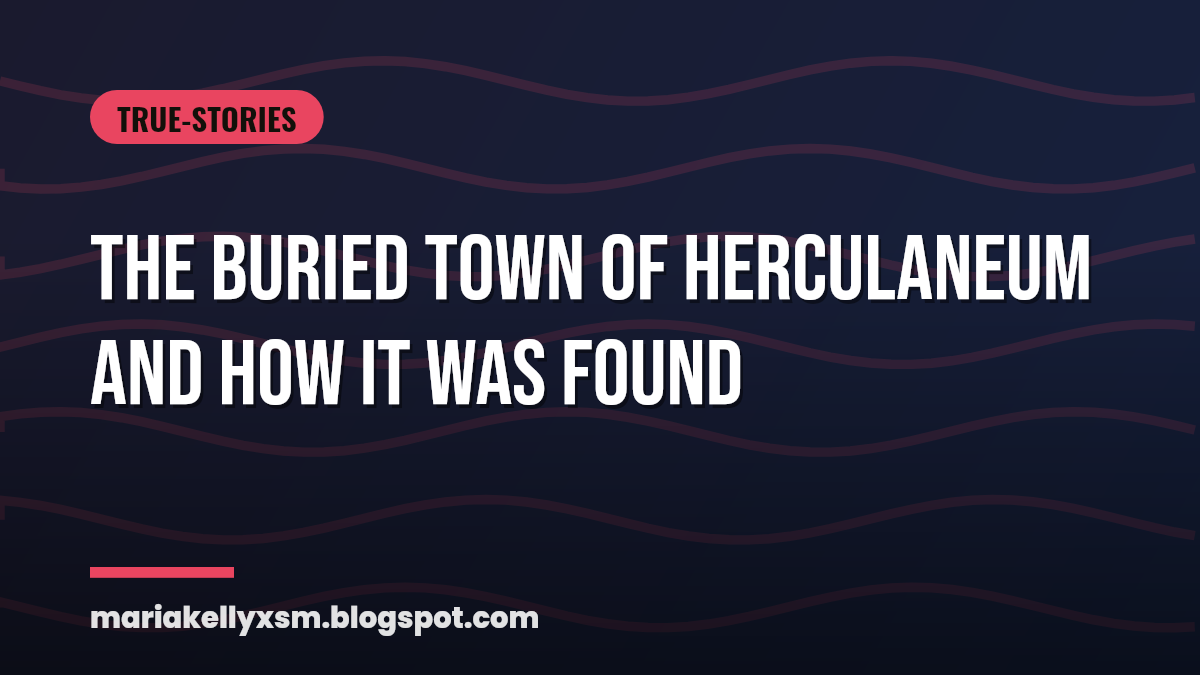 TRUE-STORIES
THE BURIED TOWN OF HERCULANEUM
AND HOW IT WAS FOUND
mariakellyxsm.blogspot.com